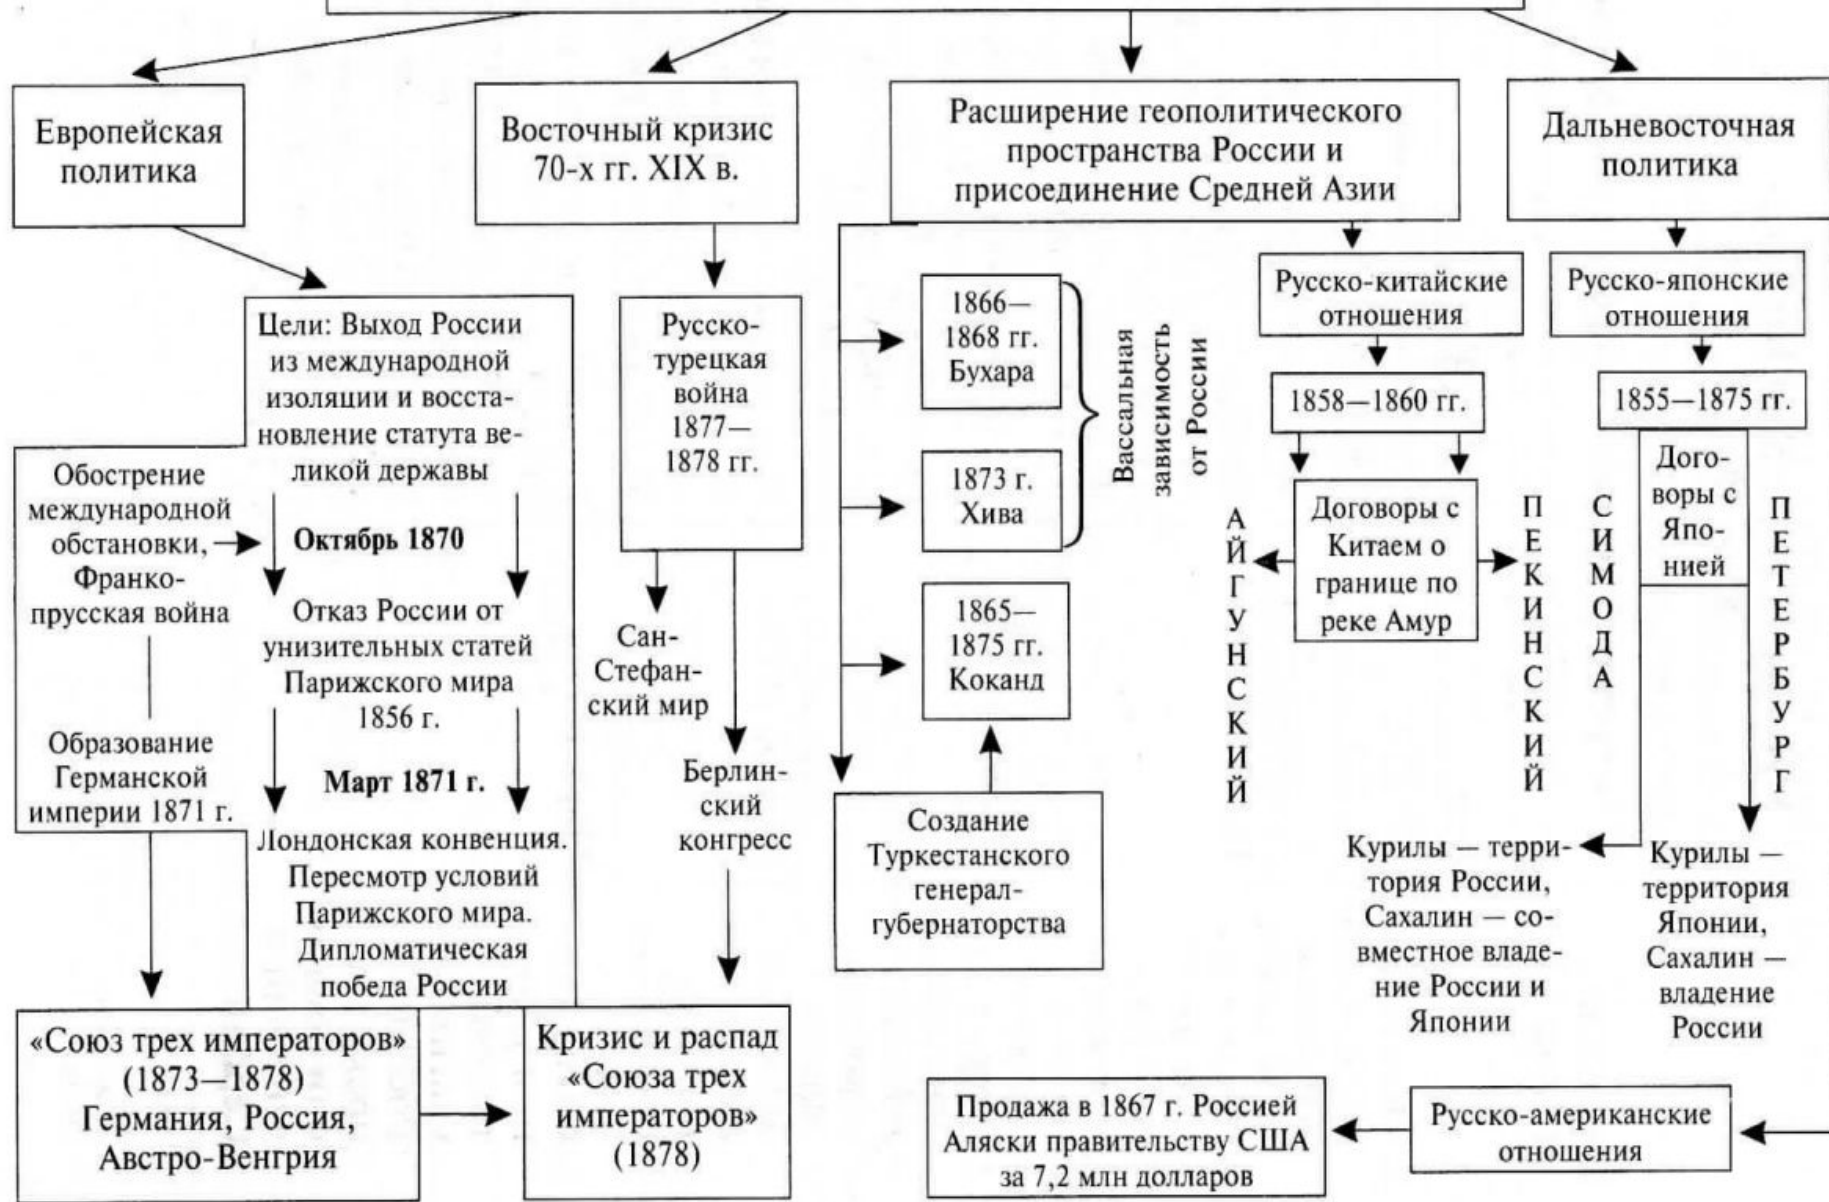 Европейская
политика
Восточный кризис
70-х гг. XIX в.
Расширение геополитического
пространства России и
присоединение Средней Азии
Дальневосточная
политика
Цели: Выход России
из международной
изоляции и восста-
новление статута ве-
ликой державы
Обострение
международной
обстановки,
Франко-
прусская война
Образование
Германской
империи 1871 г.
Октябрь 1870
Отказ России от
унизительных статей
Парижского мира
1856 г.
Март 1871 г.
Лондонская конвенция.
Пересмотр условий
Парижского мира.
Дипломатическая
победа России
«Союз трех императоров»
(1873—1878)
Германия, Россия,
Австро-Венгрия
Кризис и распад
«Союза трех
императоров»
(1878)
Русско-
турецкая
война
1877—
1878 гг.
Сан-
Стефан-
ский мир
Берлин-
ский
конгресс
1866—
1868 гг.
Бухара
1873 г.
Хива
1865—
1875 гг.
Коканд
Вассальная
зависимость
от России
Создание
Туркестанского
генерал-
губернаторства
Русско-китайские
отношения
1858—1860 гг.
Договоры с
Китаем о
границе по
реке Амур
АЙГУНСКИЙ
ПЕКИНСКИЙ
Русско-японские
отношения
1855—1875 гг.
Дого-
воры с
Япо-
нией
СИМОДА
ПЕТЕРБУРГ
Курилы — терри-
тория России,
Сахалин — со-
вместное владе-
ние России и
Японии
Курилы —
территория
Японии,
Сахалин —
владение
России
Русско-американские
отношения
Продажа в 1867 г. Россией
Аляски правительству США
за 7,2 млн долларов